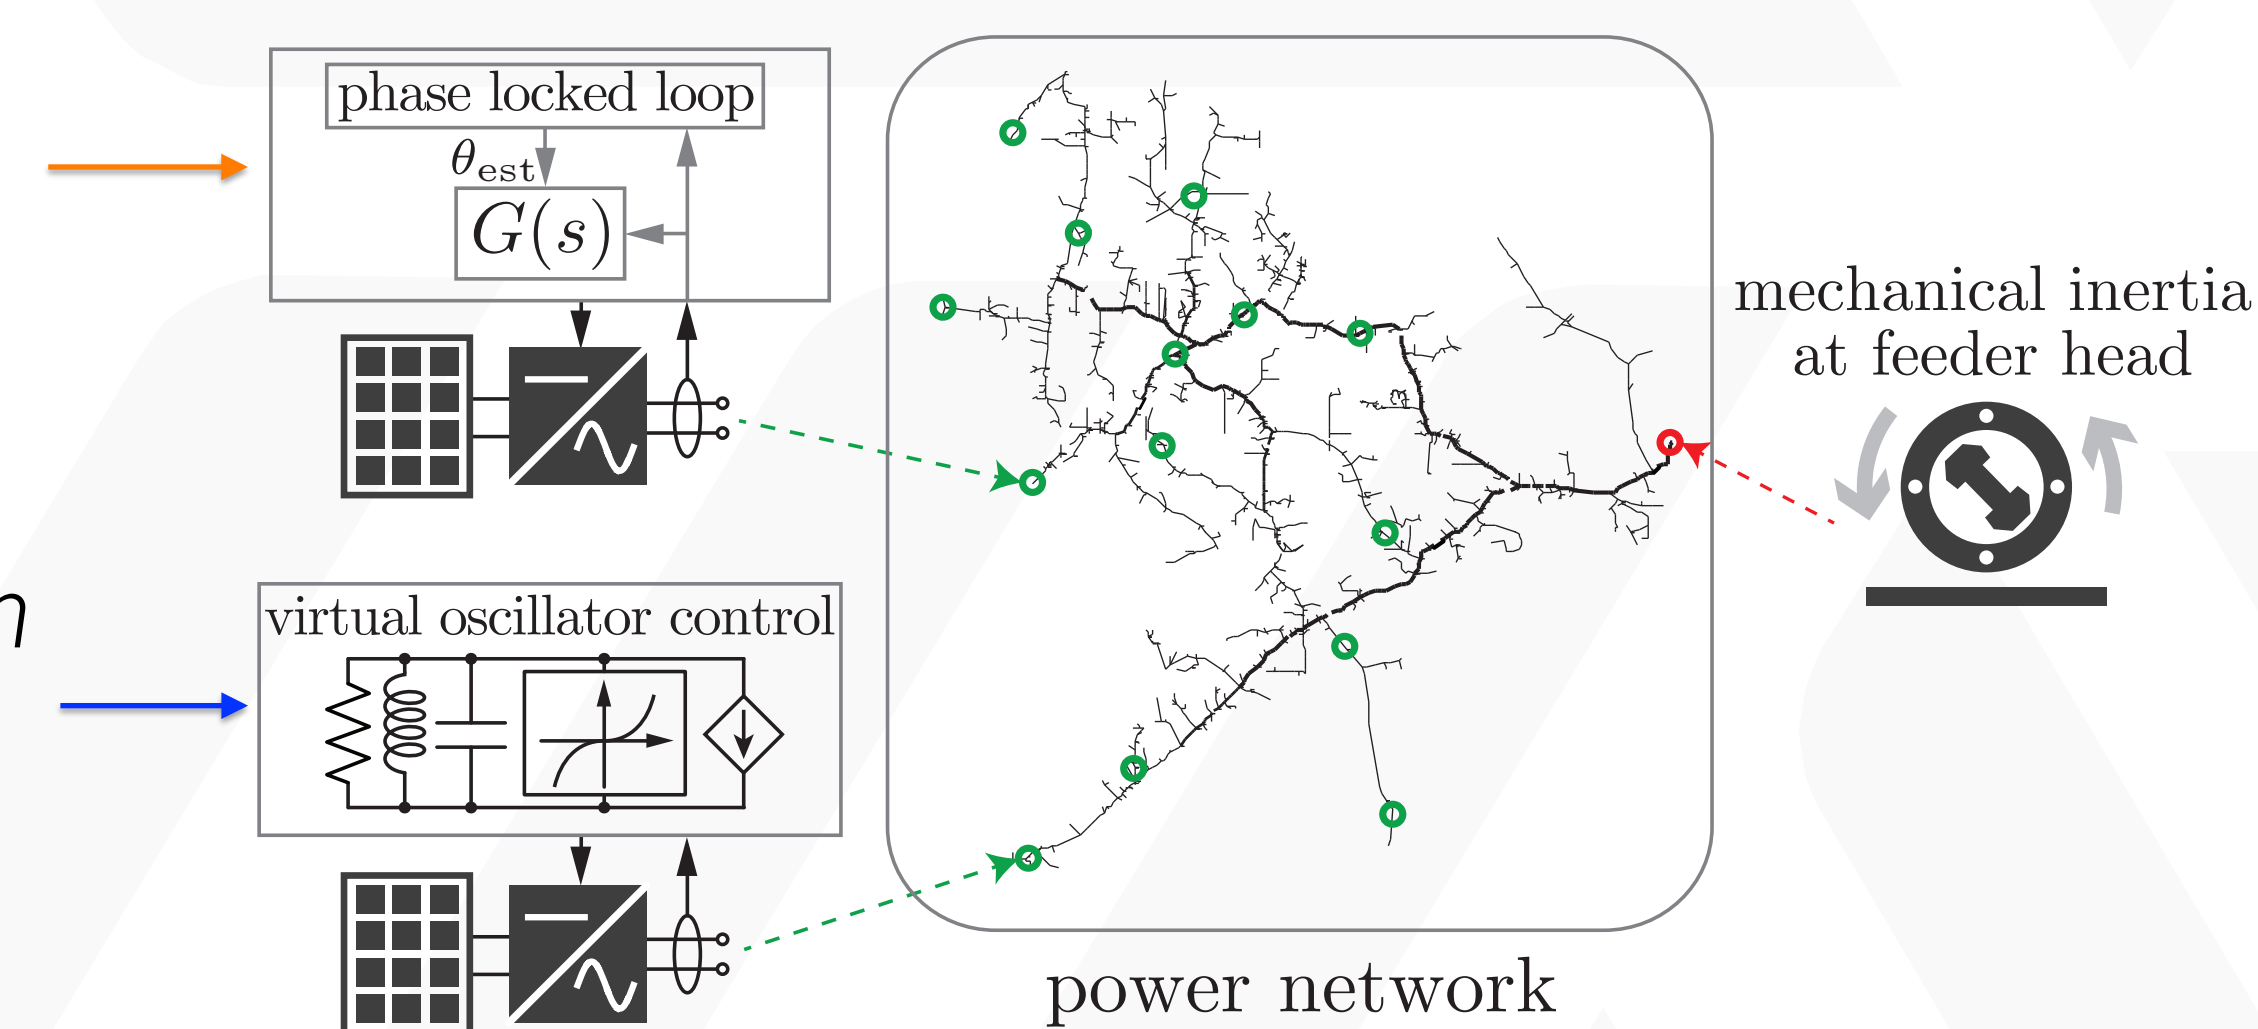 phase locked loop
θest
G(s)
virtual oscillator control
power network
mechanical inertia
at feeder head